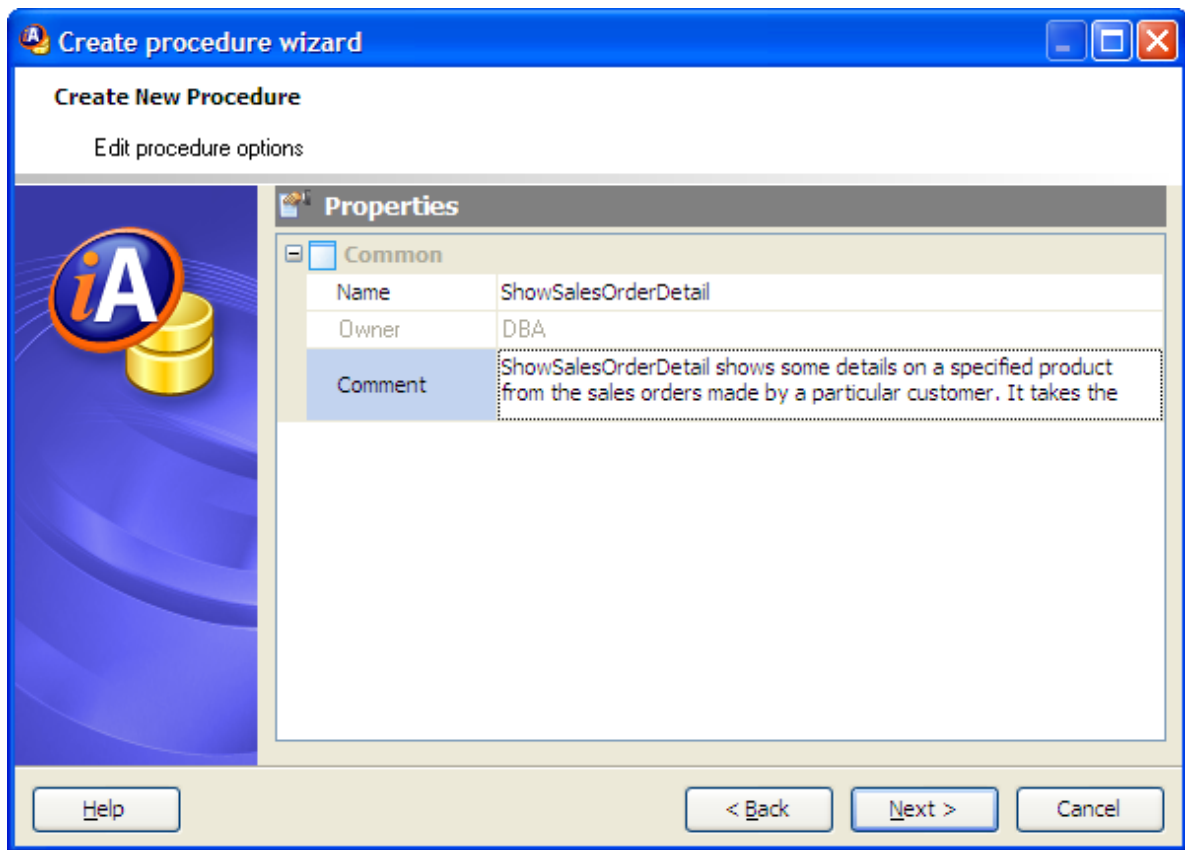 iA
Create procedure wizard
Create New Procedure
Edit procedure options
Properties
iA
Common
Name ShowSalesOrderDetail
Owner DBA
Comment ShowSalesOrderDetail shows some details on a specified product
from the sales orders made by a particular customer. It takes the
Help < Back Next > Cancel